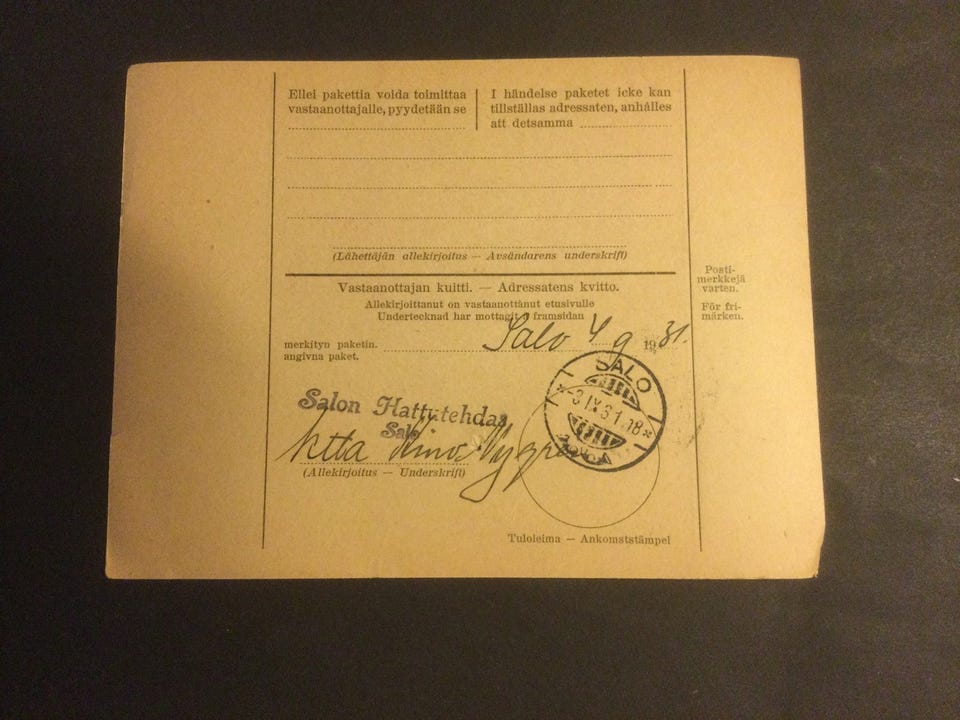 Ellei pakettia voida toimittaa
vastaanottajalle, pyydetään se
I händelse paketet icke kan
tillställas adressaten, anhålles
att detsamma
(Lähettäjän allekirjoitus — Avsändarens underskrift)
Posti-
merkkejä
varten.
För fri-
märken.
Vastaanottajan kuitti. — Adressatens kvitto.
Allekirjoittanut on vastaanottanut etusivulle
Undertecknad har mottagit å framsidan
merkityn paketin. Salo 4 9 1931.
angivna paket.
SALO
-3.IX.31.18*
Salon Hattutehdas
Salo
ktta
(Allekirjoitus — Underskrift)
Tuloleima — Ankomststämpel